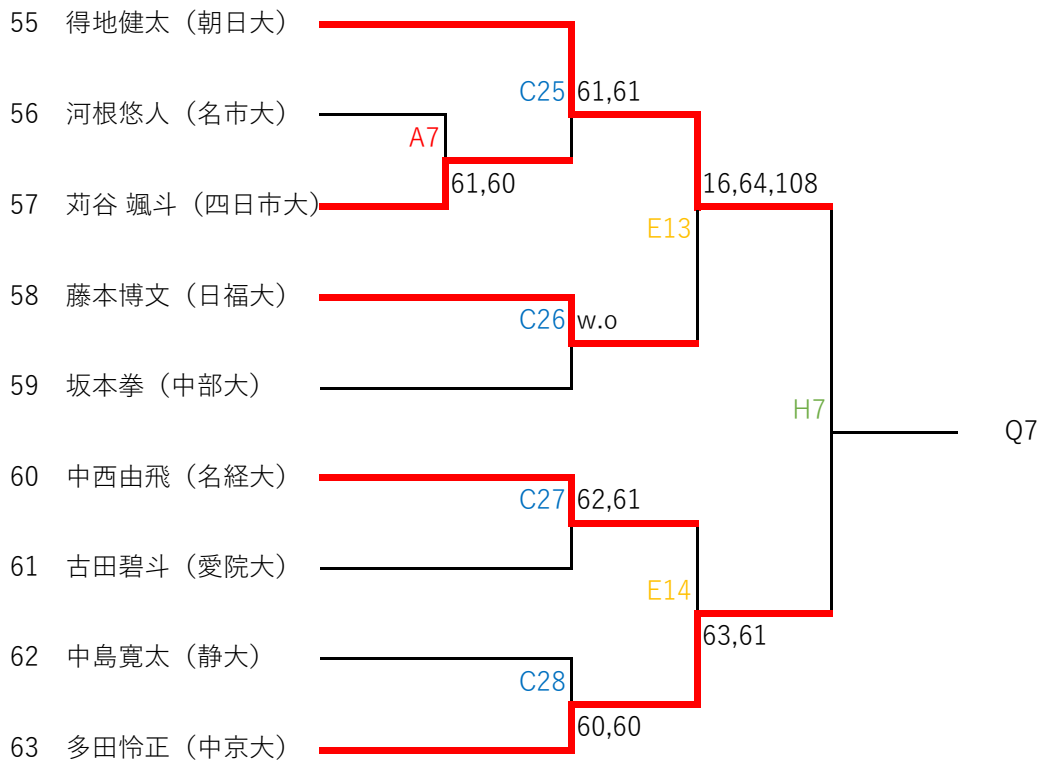 55 得地健太（朝日大）
C25 61,61
56 河根悠人（名市大）
A7
61,60
16,64,108
57 苅谷 颯斗（四日市大）
E13
58 藤本博文（日福大）
C26 w.o
59 坂本拳（中部大）
H7
Q7
60 中西由飛（名経大）
C27 62,61
61 古田碧斗（愛院大）
E14
63,61
62 中島寛太（静大）
C28
60,60
63 多田怜正（中京大）